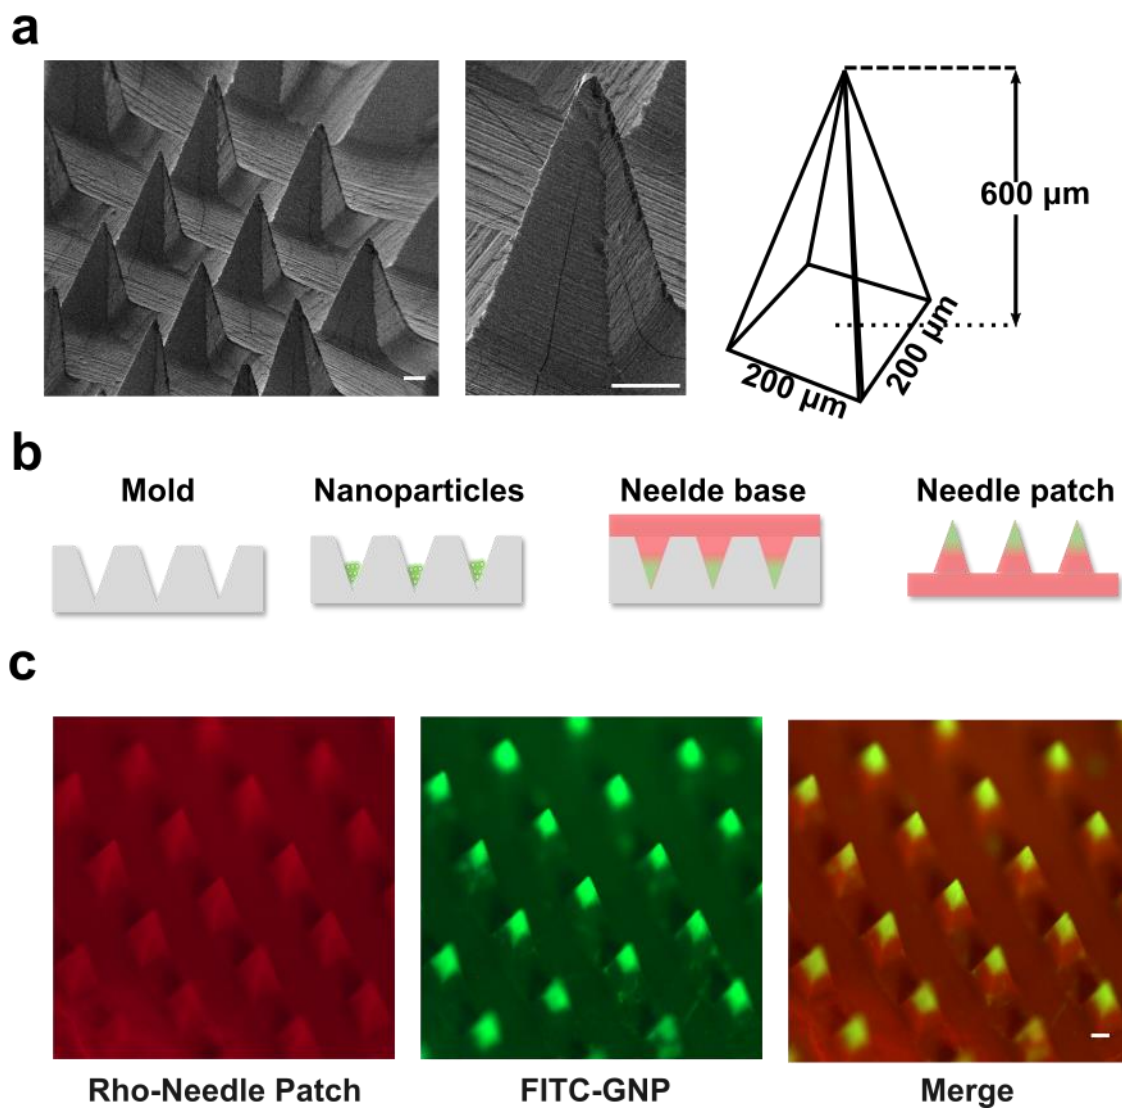 a
600 μm
200 μm
200 μm
b
Mold
Nanoparticles
Neelde base
Needle patch
c
Rho-Needle Patch
FITC-GNP
Merge